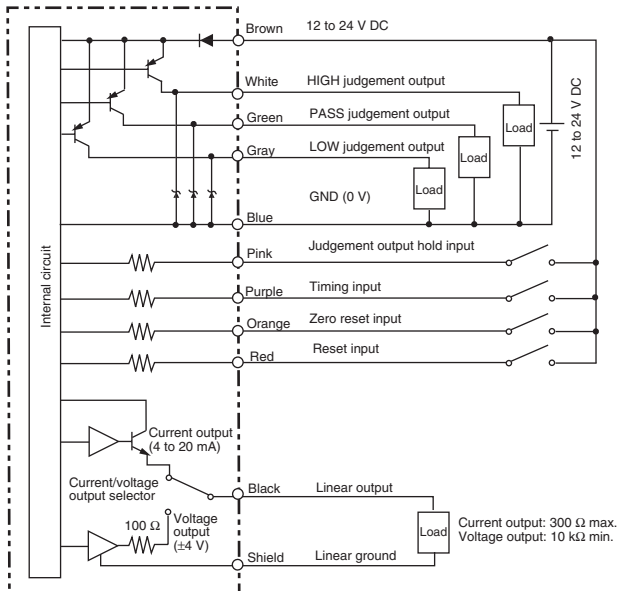 Brown 12 to 24 V DC
White HIGH judgement output
Green PASS judgement output
Gray LOW judgement output
Load
Load
Load
12 to 24 V DC
GND (0 V)
Blue
Internal circuit
Pink Judgement output hold input
Purple Timing input
Orange Zero reset input
Red Reset input
Current output
(4 to 20 mA)
Current/voltage
output selector
Black Linear output
100 Ω
Voltage
output
(±4 V)
Load
Current output: 300 Ω max.
Voltage output: 10 kΩ min.
Shield Linear ground